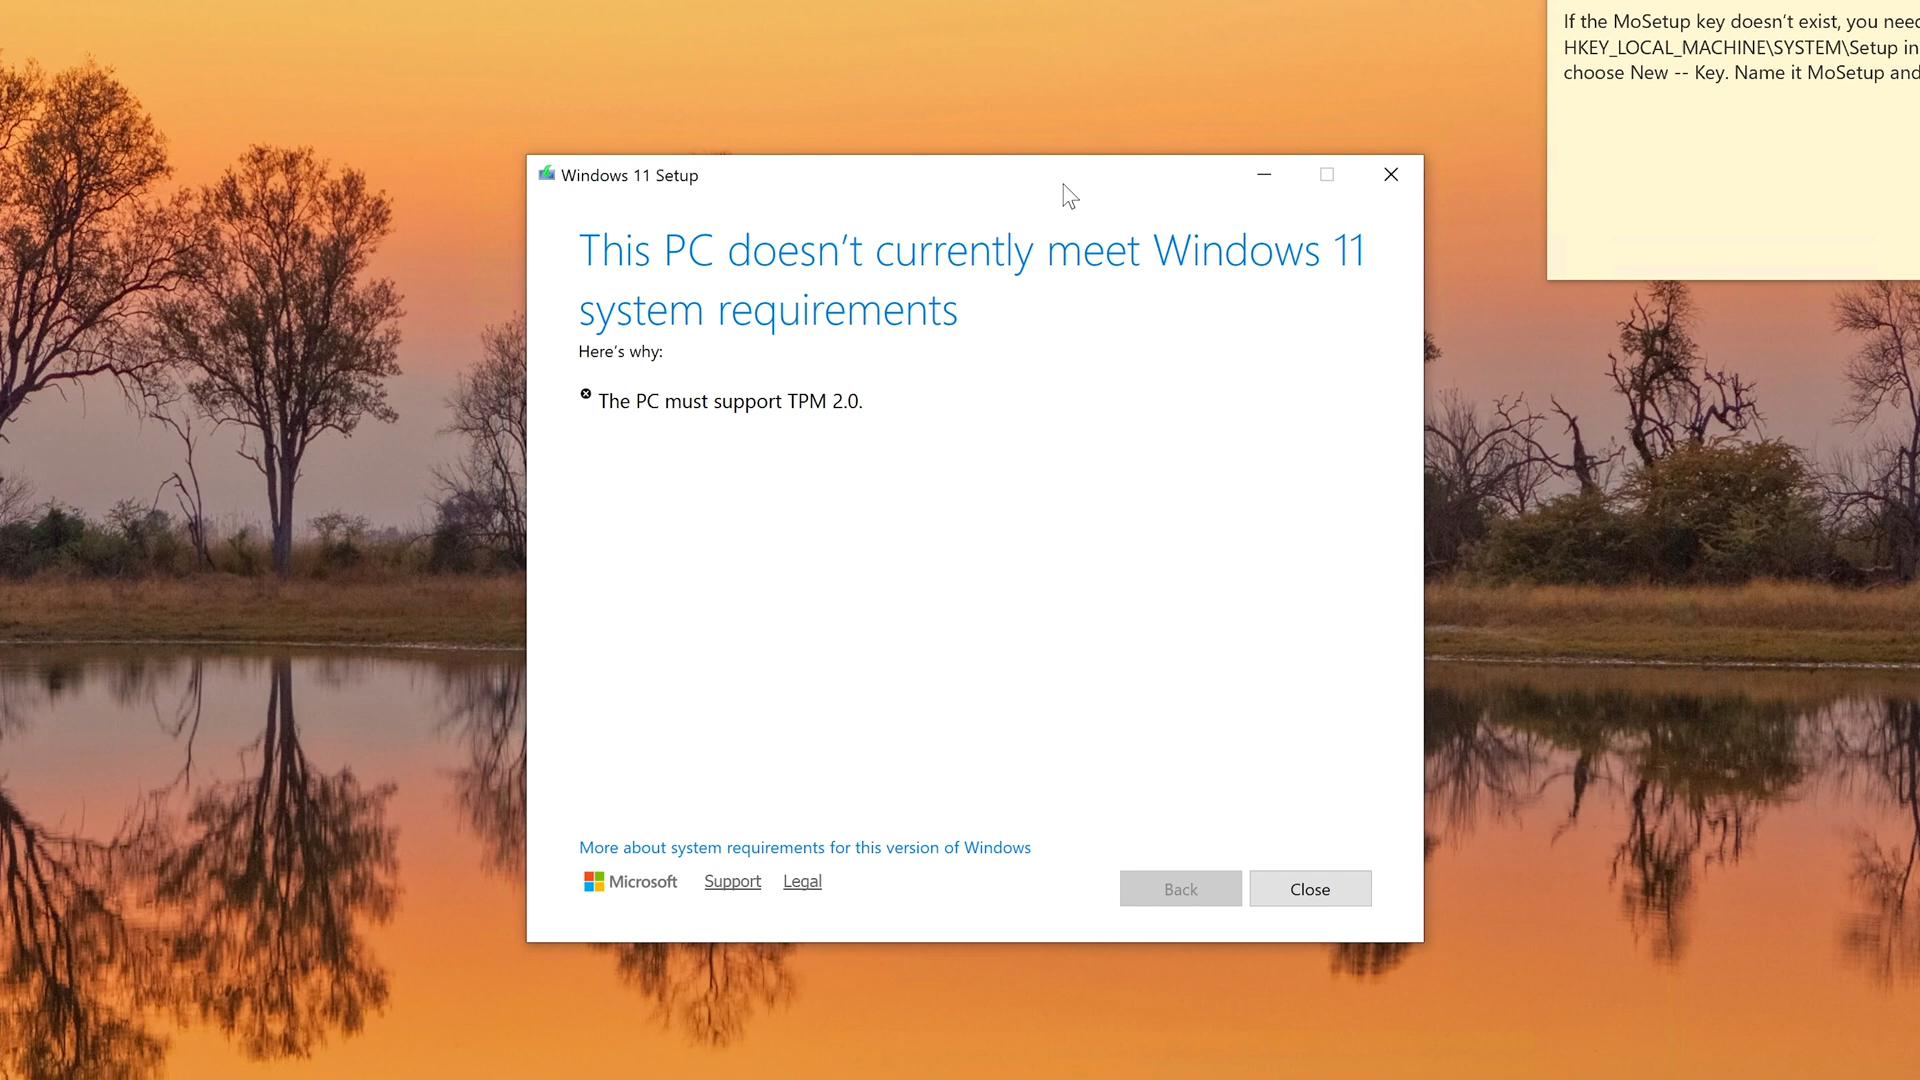 If the MoSetup key doesn't exist, you
HKEY_LOCAL_MACHINE\SYSTEM\Setup in
choose New -- Key. Name it MoSetup and
Windows 11 Setup
This PC doesn't currently meet Windows 11
system requirements
Here's why:
The PC must support TPM 2.0.
More about system requirements for this version of Windows
Microsoft
Support
Legal
Back
Close